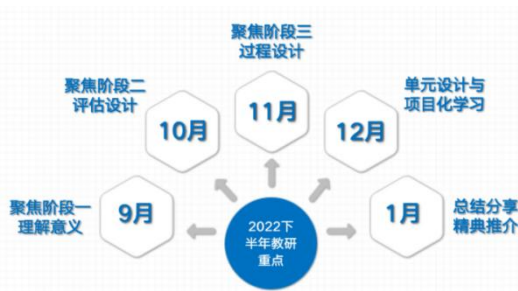 聚焦阶段三
过程设计
聚焦阶段二
评估设计
单元设计与
项目化学习
11月
10月
12月
聚焦阶段一
理解意义
9月
1月
总结分享
精典推介
2022下
半年教研
重点